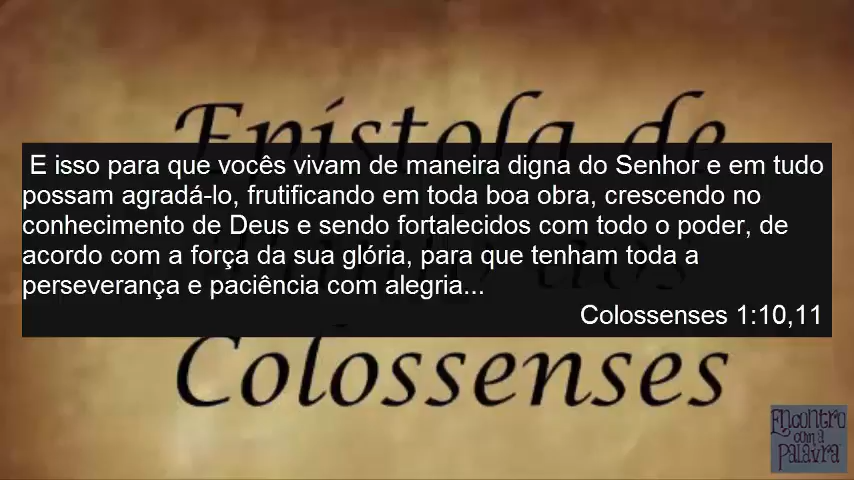 Epístola de
E isso para que vocês vivam de maneira digna do Senhor e em tudo
possam agradá-lo, frutificando em toda boa obra, crescendo no
conhecimento de Deus e sendo fortalecidos com todo o poder, de
acordo com a força da sua glória, para que tenham toda a
perseverança e paciência com alegria...
Colossenses 1:10,11
Colossenses
Encontro
com a
Palavra